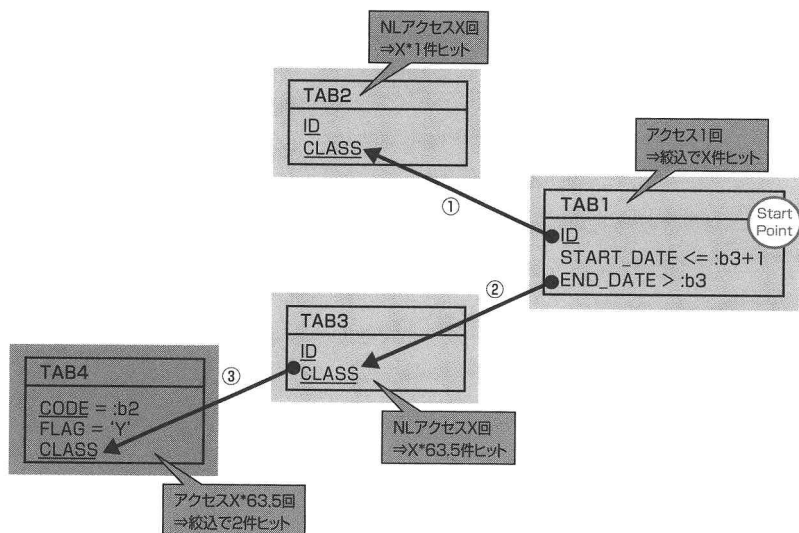 NLアクセスX回
⇒X*1件ヒット
TAB2
ID
CLASS
アクセス1回
⇒絞込でX件ヒット
TAB1
Start
Point
ID
START_DATE <= :b3+1
END_DATE > :b3
①
②
TAB3
ID
CLASS
③
TAB4
CODE = :b2
FLAG = 'Y'
CLASS
NLアクセスX回
⇒X*63.5件ヒット
アクセスX*63.5回
⇒絞込で2件ヒット